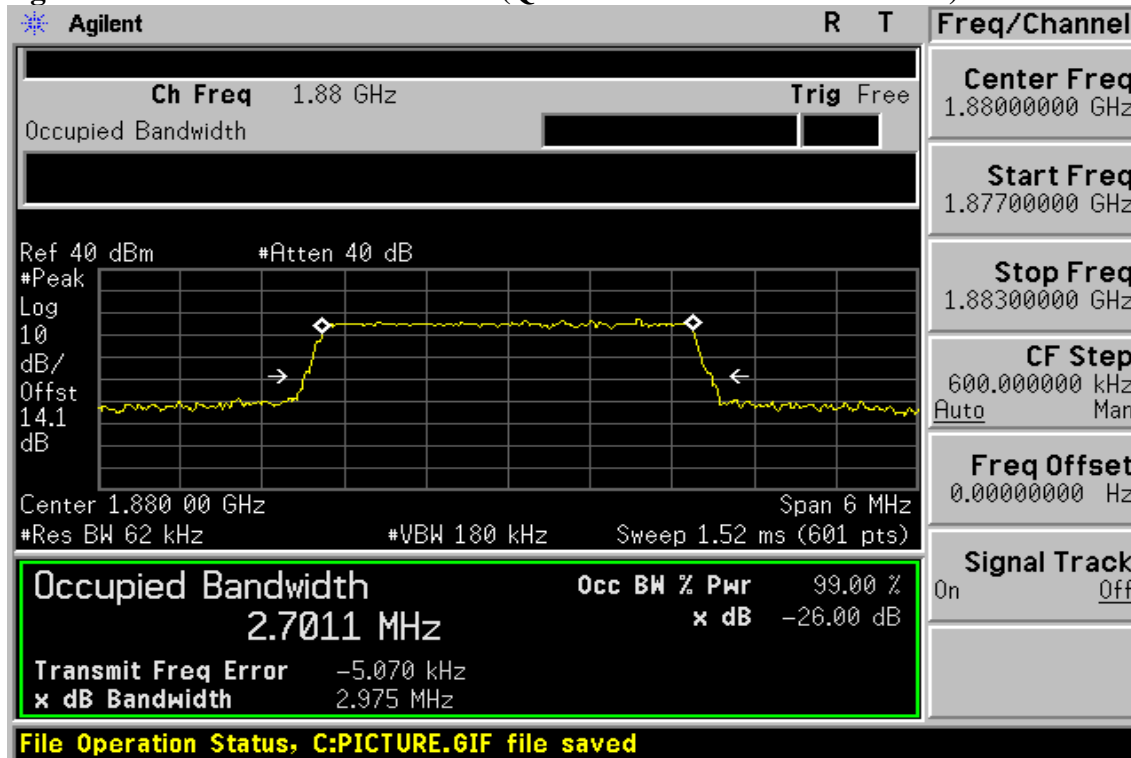 Agilent R T
Freq/Channel
Ch Freq 1.88 GHz Trig Free
Occupied Bandwidth
Center Freq
1.88000000 GHz
Start Freq
1.87700000 GHz
Stop Freq
1.88300000 GHz
CF Step
600.000000 kHz
Auto Man
Freq Offset
0.00000000 Hz
Signal Track
On Off
Ref 40 dBm #Atten 40 dB
#Peak
Log
10
dB/
Offst
14.1
dB
Center 1.880 00 GHz Span 6 MHz
#Res BW 62 kHz #VBW 180 kHz Sweep 1.52 ms (601 pts)
Occupied Bandwidth
2.7011 MHz
Occ BW % Pwr 99.00 %
x dB -26.00 dB
Transmit Freq Error -5.070 kHz
x dB Bandwidth 2.975 MHz
File Operation Status, C:PICTURE.GIF file saved